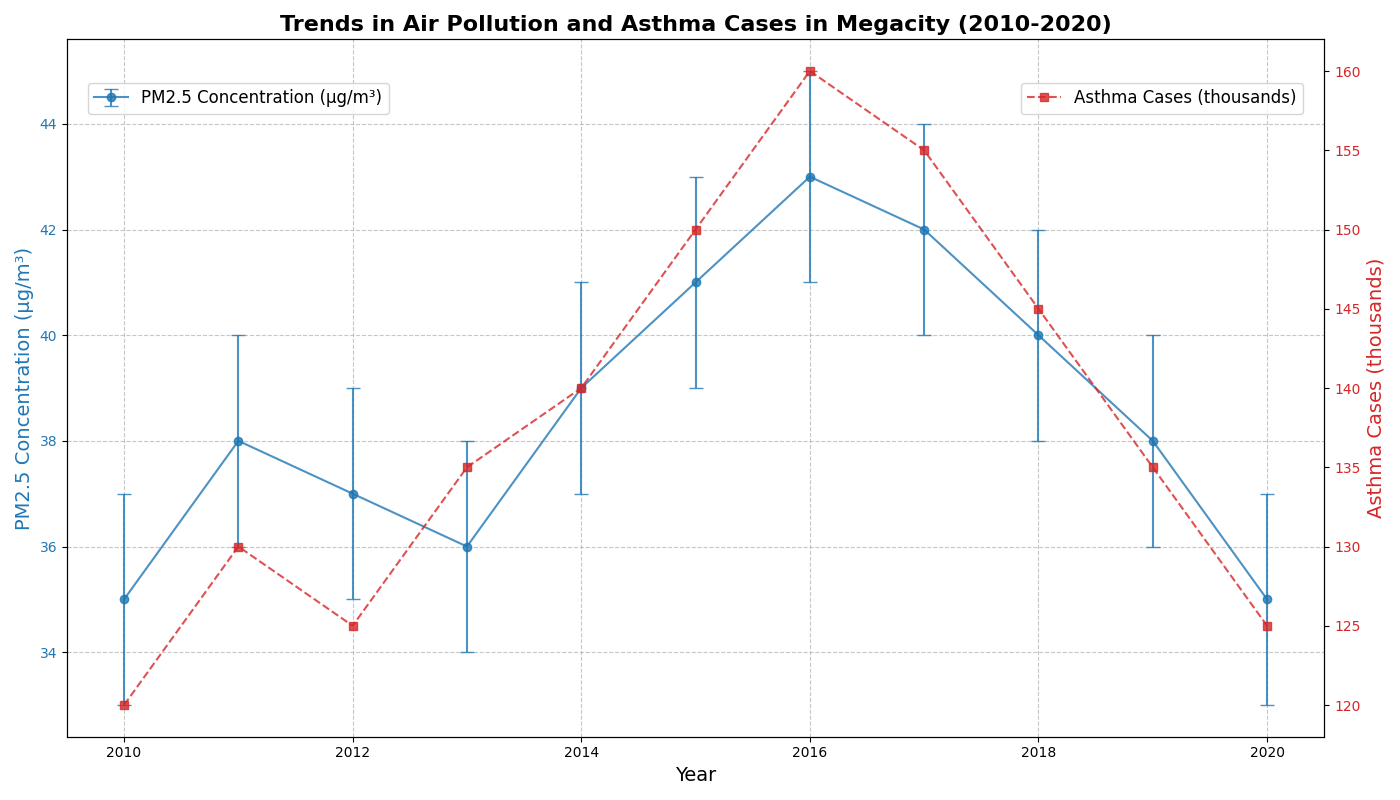 Trends in Air Pollution and Asthma Cases in Megacity (2010-2020)
PM2.5 Concentration (μg/m³)
Asthma Cases (thousands)
44
42
40
38
36
34
PM2.5 Concentration (μg/m³)
160
155
150
145
140
135
130
125
120
Asthma Cases (thousands)
2010 2012 2014 2016 2018 2020
Year